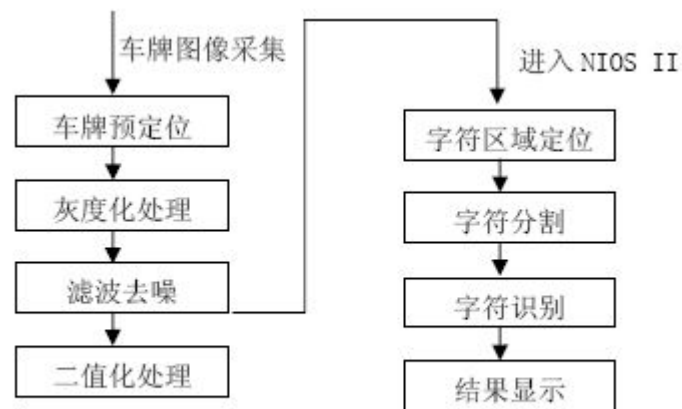 车牌图像采集
车牌预定位
灰度化处理
滤波去噪
二值化处理
进入 NIOS II
字符区域定位
字符分割
字符识别
结果显示